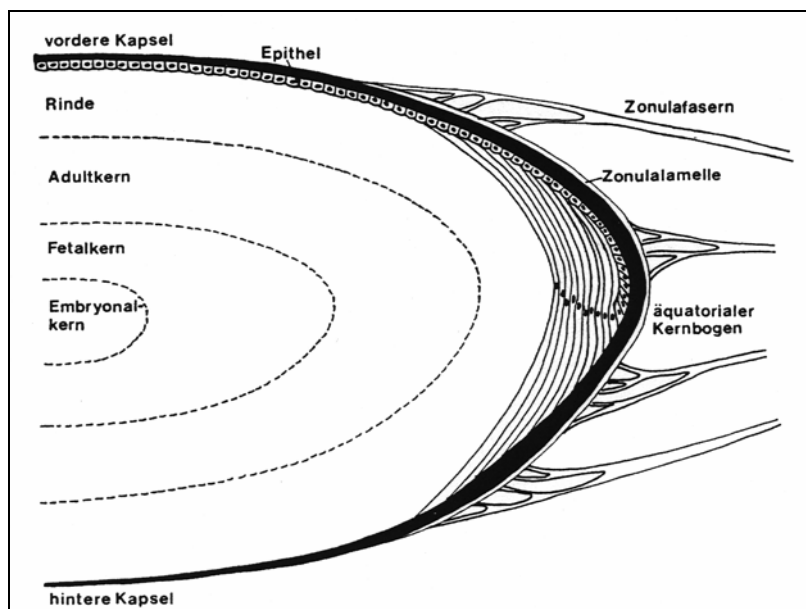 vordere Kapsel
Epithel
Rinde
Zonulafasern
Adultkern
Zonulalamelle
Fetalkern
Embryonal-
kern
äquatorialer
Kernbogen
hintere Kapsel